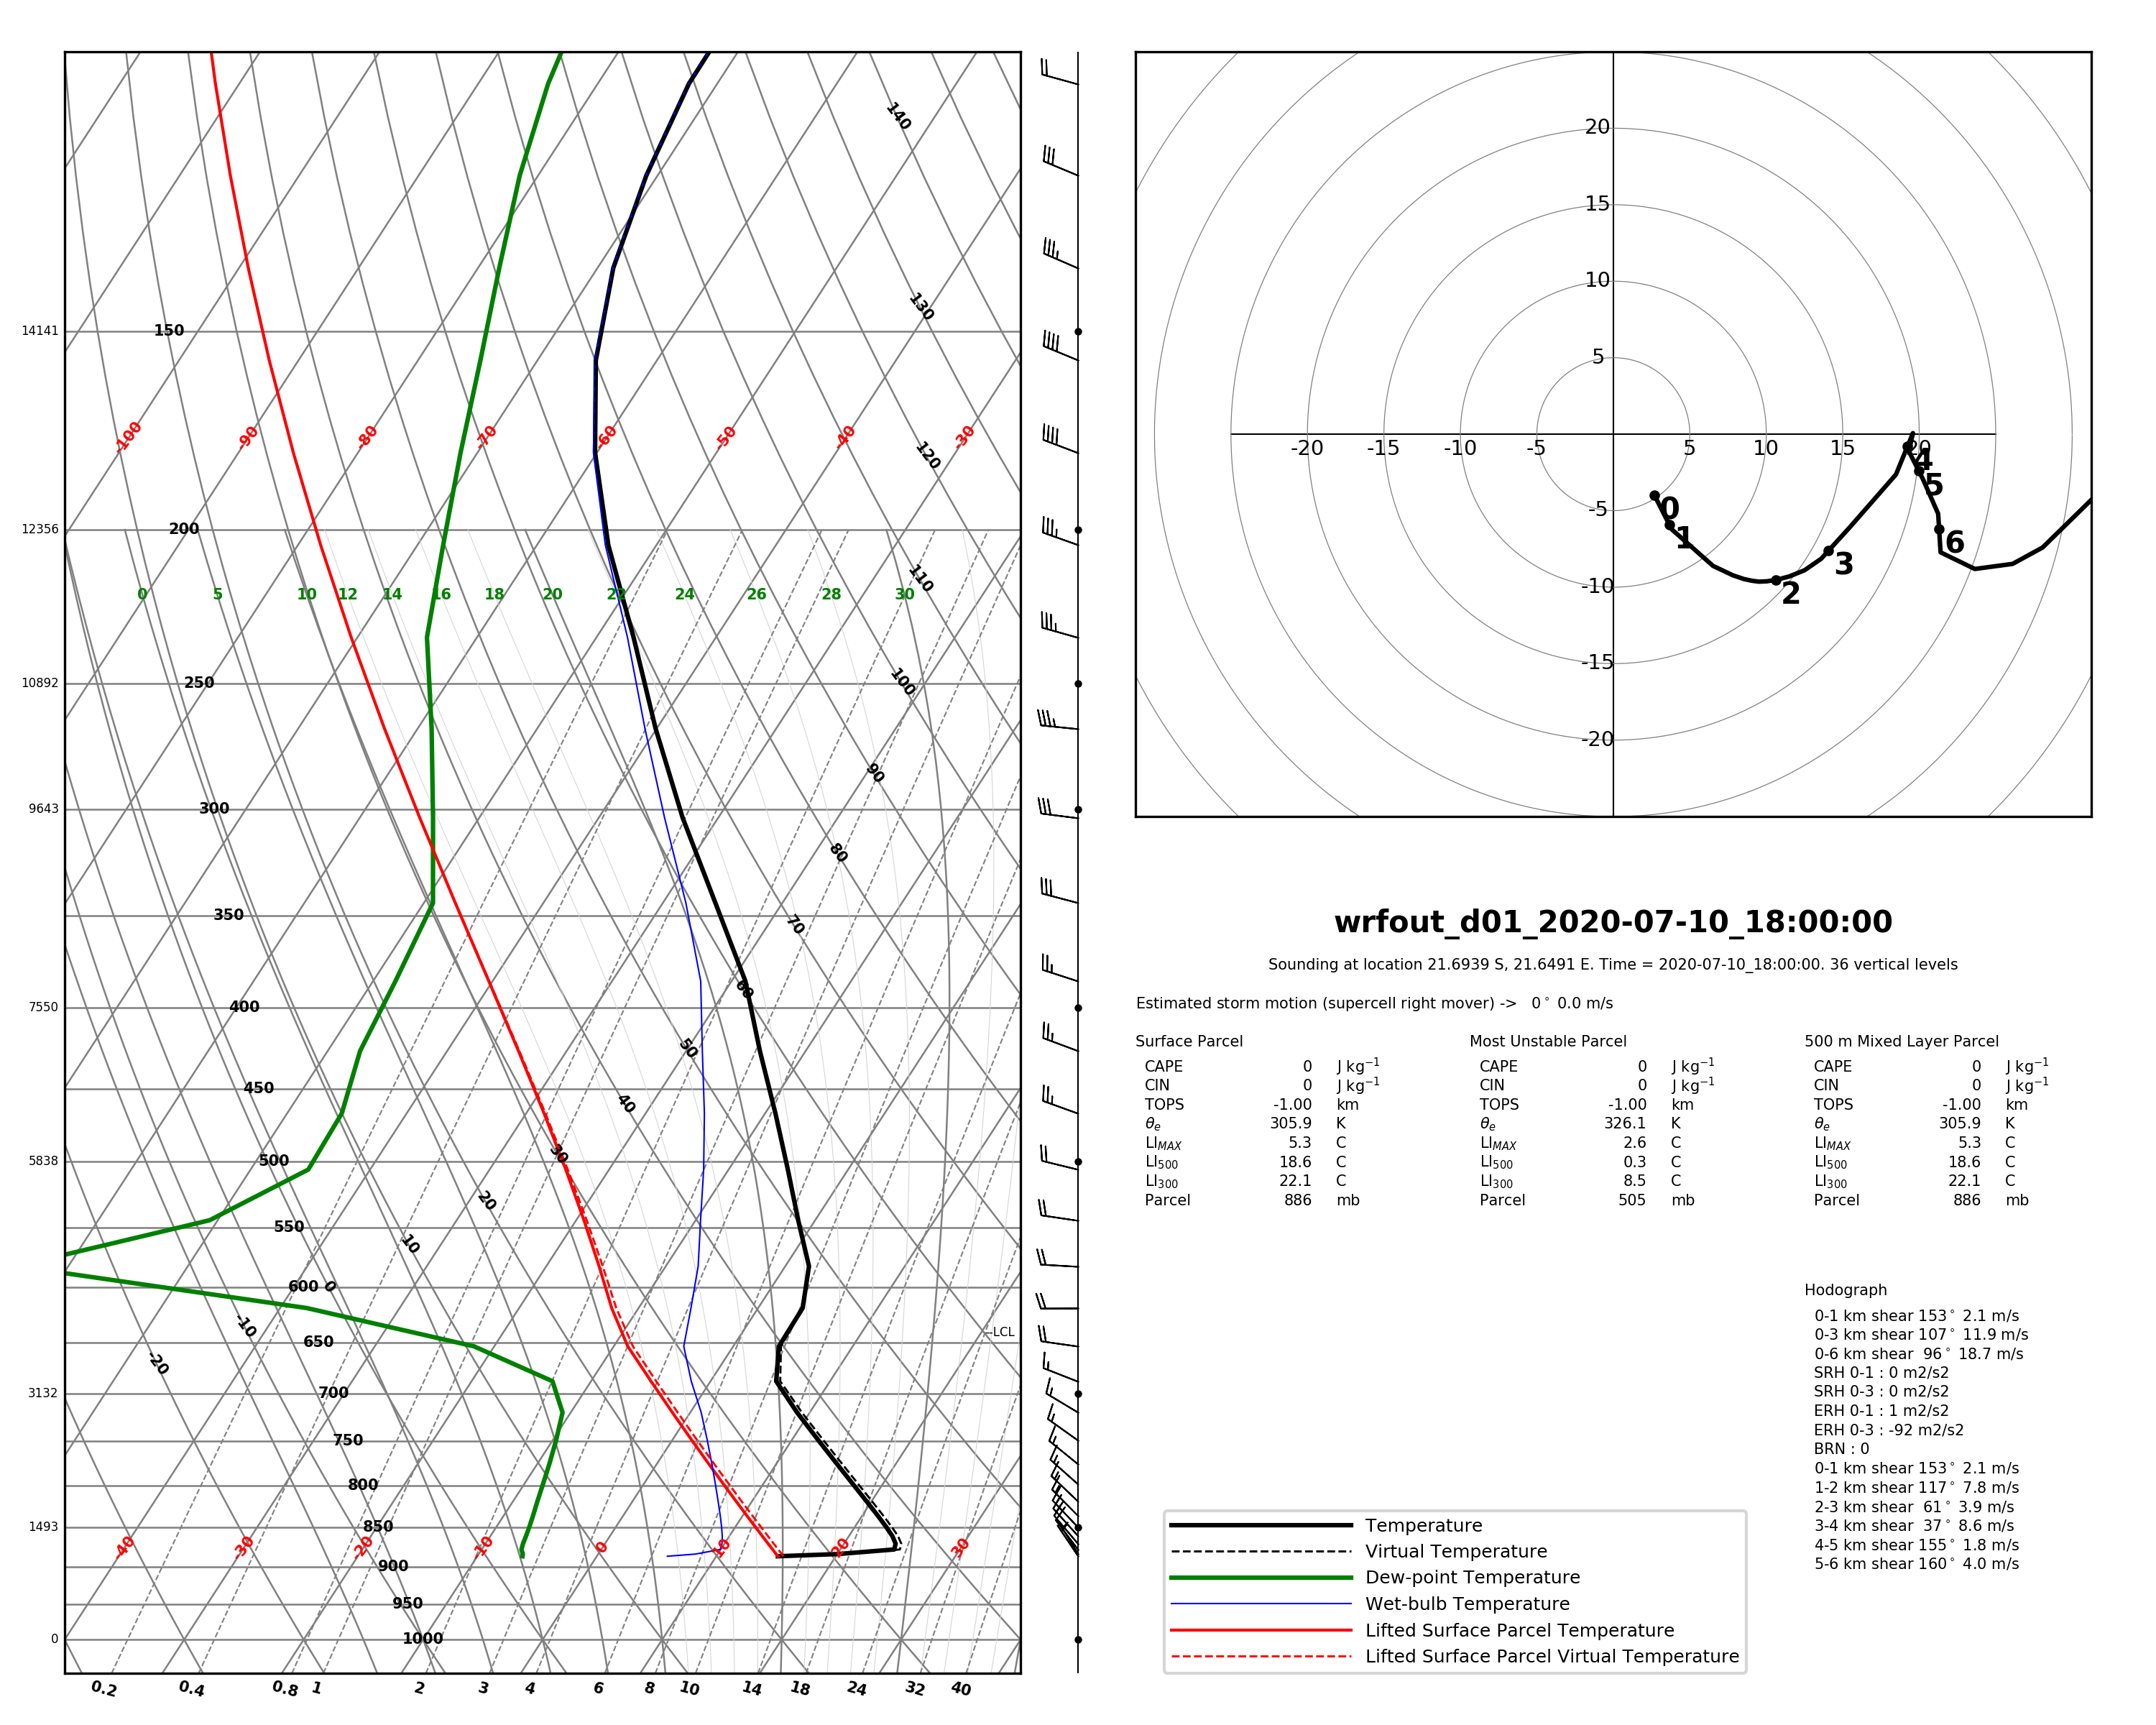 140
130
14141 150
-100 -90 -80 -70 -60 -50 -40 -30
120
12356 200
110
0 5 10 12 14 16 18 20 22 24 26 28 30
10892 250
100
90
9643 300
80
350
70
7550 400
60
50
450
40
5838 500
30
20
550
10
600 0
-10
650
--LCL
-20
3132 700
750
800
1493 850
-40 -30 -20 -10 0 10 20 30
900
950
0 1000
0.2 0.4 0.8 1 2 3 4 6 8 10 14 18 24 32 40
20
15
10
5
-20 -15 -10 -5 5 10 15 20
-5
-10
-15
-20
0
1
2
3
4
5
6
wrfout_d01_2020-07-10_18:00:00
Sounding at location 21.6939 S, 21.6491 E. Time = 2020-07-10_18:00:00. 36 vertical levels
Estimated storm motion (supercell right mover) -> 0° 0.0 m/s
Surface Parcel
CAPE 0 J kg⁻¹
CIN 0 J kg⁻¹
TOPS -1.00 km
θₑ 305.9 K
LI_MAX 5.3 C
LI₅₀₀ 18.6 C
LI₃₀₀ 22.1 C
Parcel 886 mb
Most Unstable Parcel
CAPE 0 J kg⁻¹
CIN 0 J kg⁻¹
TOPS -1.00 km
θₑ 326.1 K
LI_MAX 2.6 C
LI₅₀₀ 0.3 C
LI₃₀₀ 8.5 C
Parcel 505 mb
500 m Mixed Layer Parcel
CAPE 0 J kg⁻¹
CIN 0 J kg⁻¹
TOPS -1.00 km
θₑ 305.9 K
LI_MAX 5.3 C
LI₅₀₀ 18.6 C
LI₃₀₀ 22.1 C
Parcel 886 mb
Hodograph
0-1 km shear 153° 2.1 m/s
0-3 km shear 107° 11.9 m/s
0-6 km shear 96° 18.7 m/s
SRH 0-1 : 0 m2/s2
SRH 0-3 : 0 m2/s2
ERH 0-1 : 1 m2/s2
ERH 0-3 : -92 m2/s2
BRN : 0
0-1 km shear 153° 2.1 m/s
1-2 km shear 117° 7.8 m/s
2-3 km shear 61° 3.9 m/s
3-4 km shear 37° 8.6 m/s
4-5 km shear 155° 1.8 m/s
5-6 km shear 160° 4.0 m/s
Temperature
Virtual Temperature
Dew-point Temperature
Wet-bulb Temperature
Lifted Surface Parcel Temperature
Lifted Surface Parcel Virtual Temperature